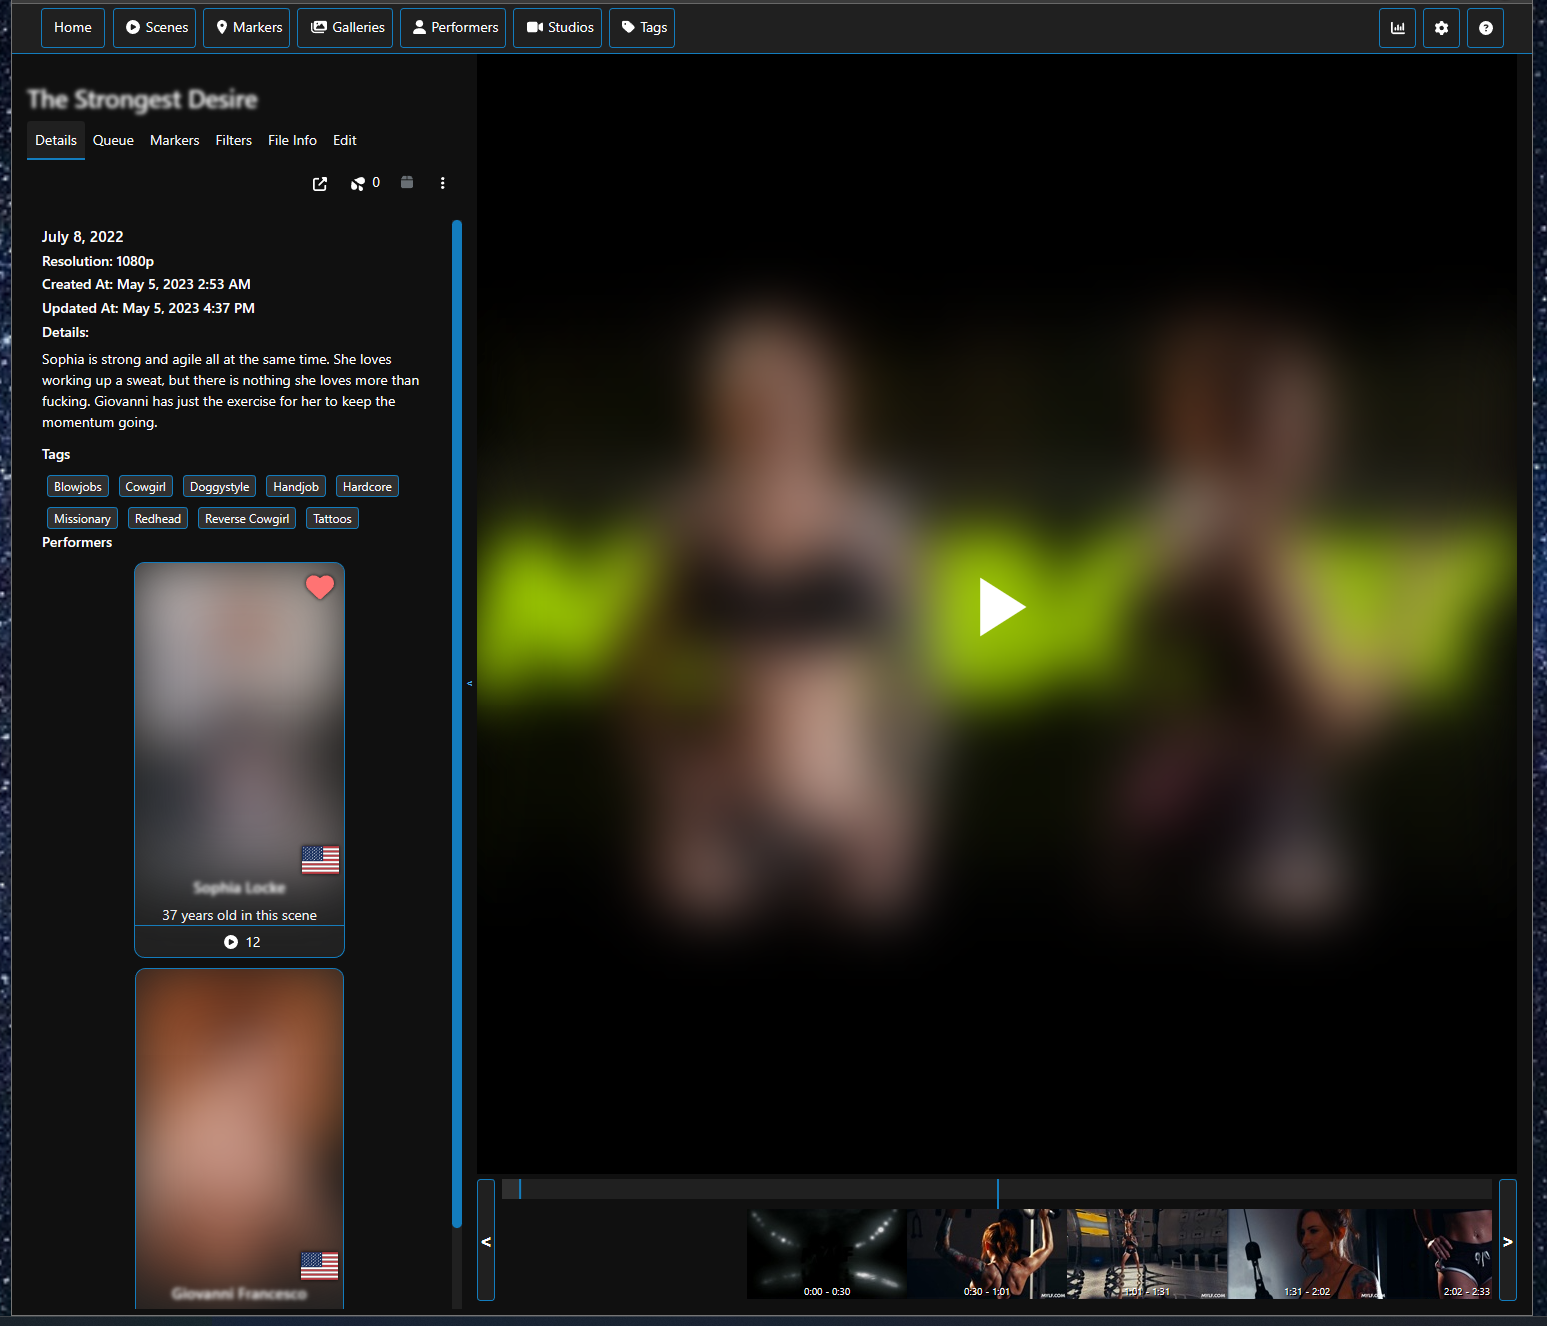 Home
Scenes
Markers
Galleries
Performers
Studios
Tags
The Strongest Desire
Details
Queue
Markers
Filters
File Info
Edit
0
July 8, 2022
Resolution: 1080p
Created At: May 5, 2023 2:53 AM
Updated At: May 5, 2023 4:37 PM
Details:
Sophia is strong and agile all at the same time. She loves
working up a sweat, but there is nothing she loves more than
fucking. Giovanni has just the exercise for her to keep the
momentum going.
Tags
Blowjobs
Cowgirl
Doggystyle
Handjob
Hardcore
Missionary
Redhead
Reverse Cowgirl
Tattoos
Performers
Sophia Locke
37 years old in this scene
12
Giovanni Francesco
<
<
0:00 - 0:30
0:30 - 1:01
MYLF.COM
1:01 - 1:31
MYLF.COM
1:31 - 2:02
MYLF.COM
2:02 - 2:33
>